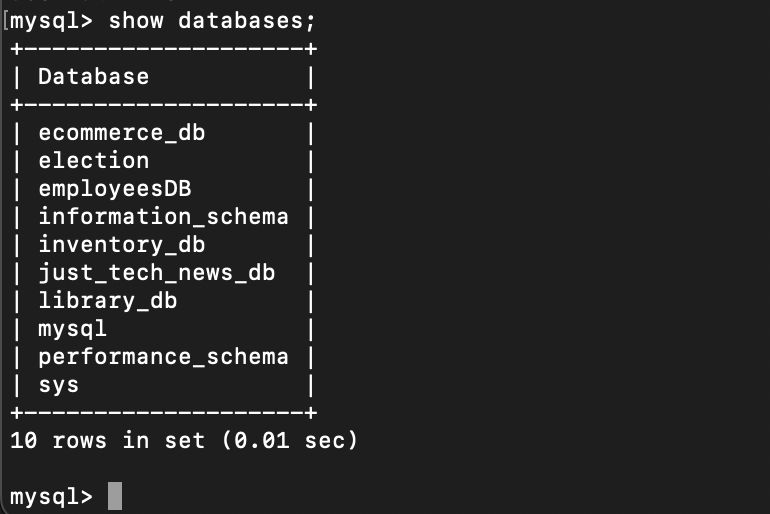 [mysql> show databases;
+--------------------+
| Database           |
+--------------------+
| ecommerce_db       |
| election           |
| employeesDB        |
| information_schema |
| inventory_db       |
| just_tech_news_db  |
| library_db         |
| mysql              |
| performance_schema |
| sys                |
+--------------------+
10 rows in set (0.01 sec)

mysql>